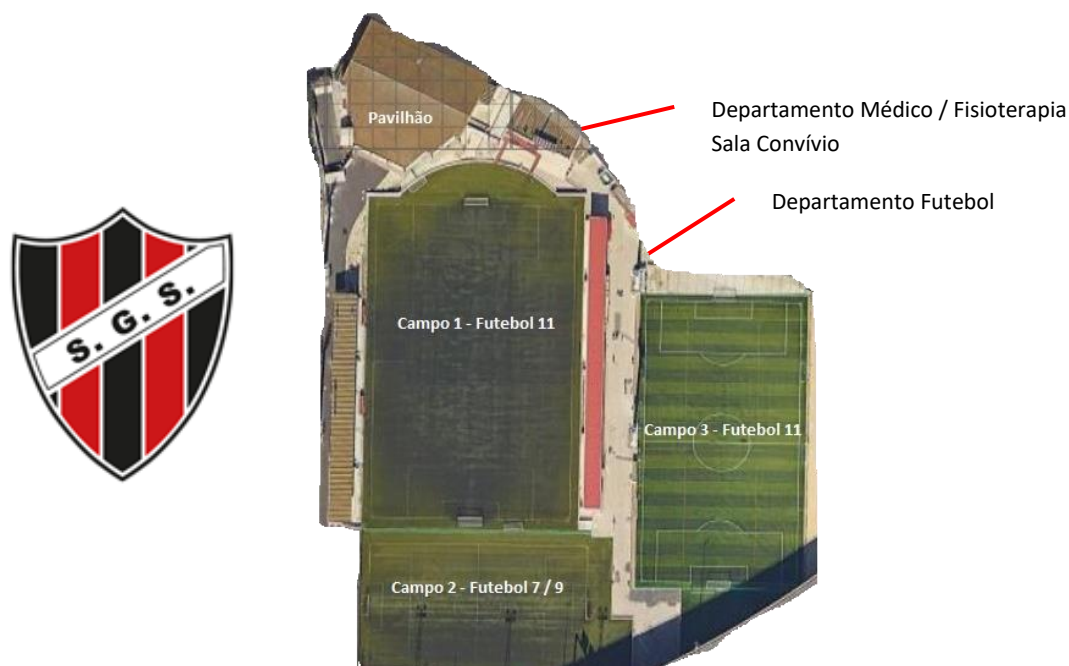 Pavilhão
Departamento Médico / Fisioterapia
Sala Convívio
Departamento Futebol
S. G. S.
Campo 1 - Futebol 11
Campo 3 - Futebol 11
Campo 2 - Futebol 7 / 9